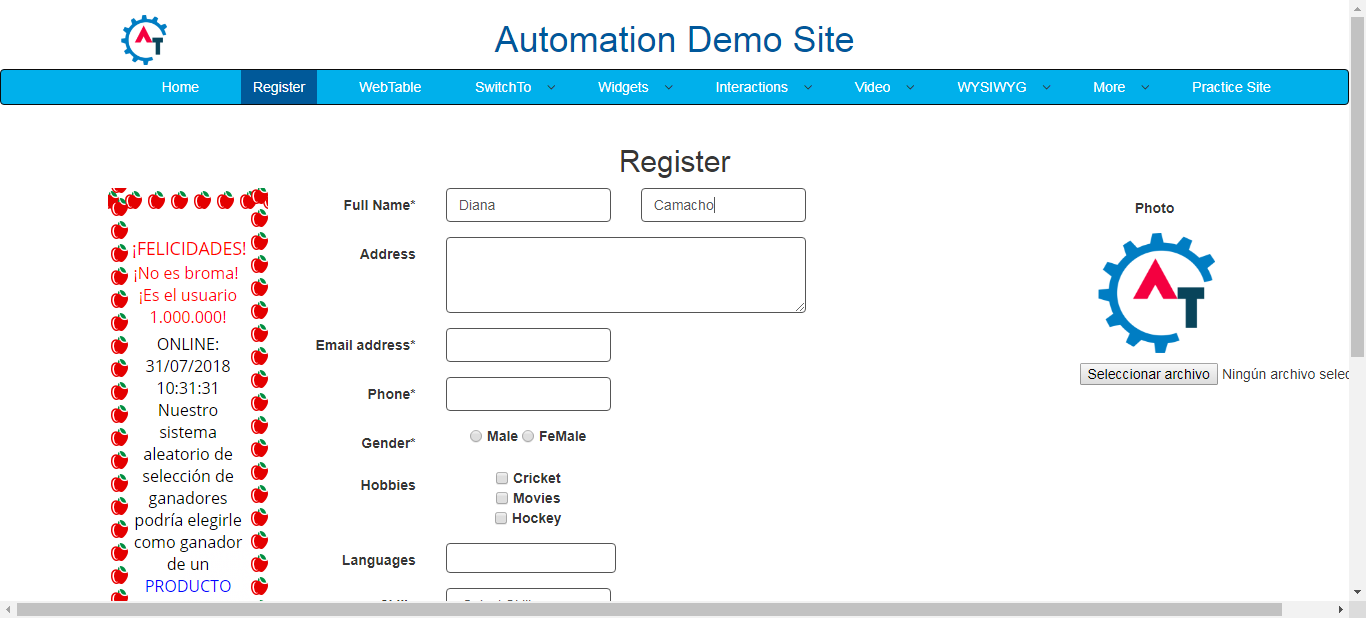 AT
Automation Demo Site
Home Register WebTable SwitchTo Widgets Interactions Video WYSIWYG More Practice Site
Register
Full Name* Diana Camacho
Address
Email address*
Phone*
Gender* Male FeMale
Hobbies Cricket
Movies
Hockey
Languages
Photo
AT
Seleccionar archivo Ningún archivo selec
¡FELICIDADES!
¡No es broma!
¡Es el usuario
1.000.000!
ONLINE:
31/07/2018
10:31:31
Nuestro
sistema
aleatorio de
selección de
ganadores
podría elegirle
como ganador
de un
PRODUCTO